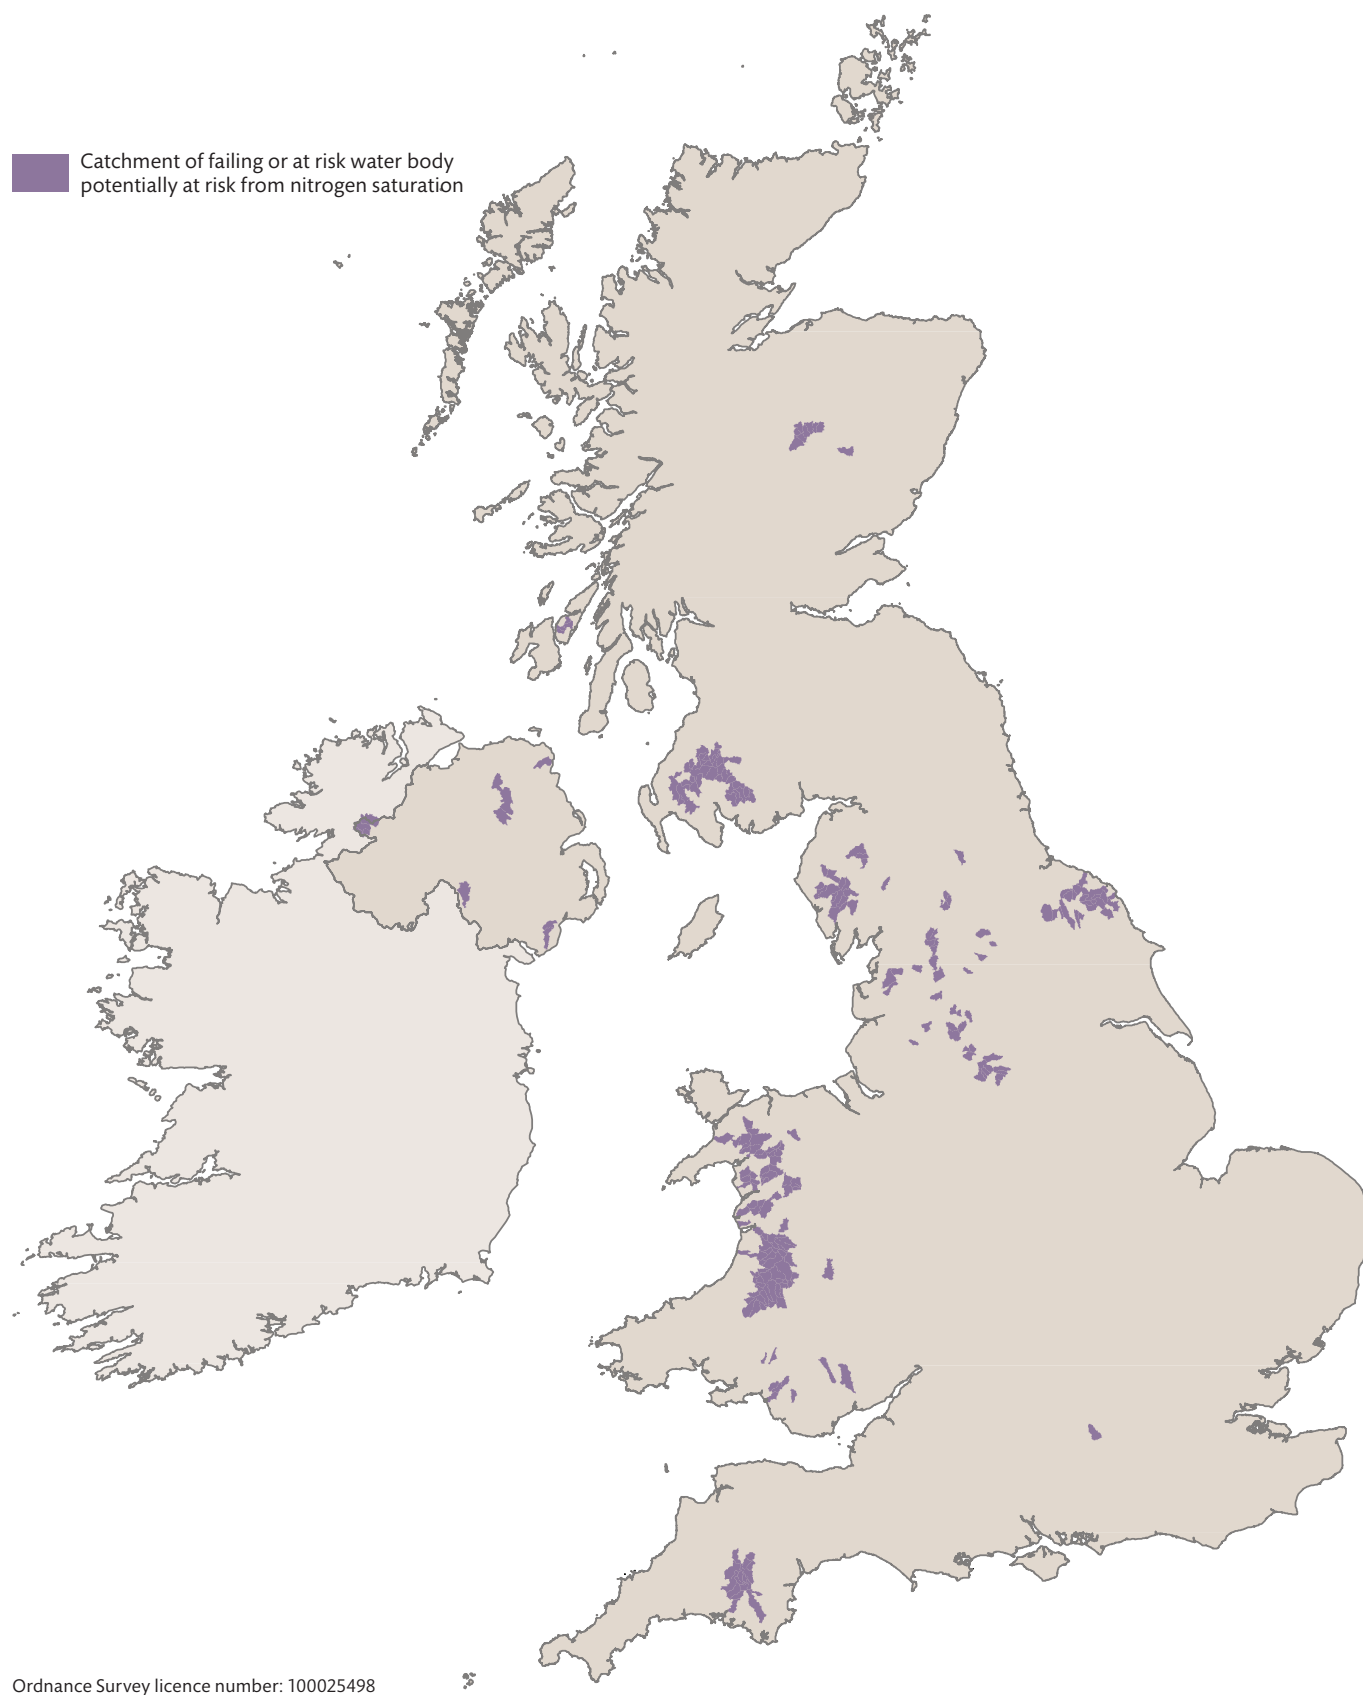 Catchment of failing or at risk water body
potentially at risk from nitrogen saturation
Ordnance Survey licence number: 100025498